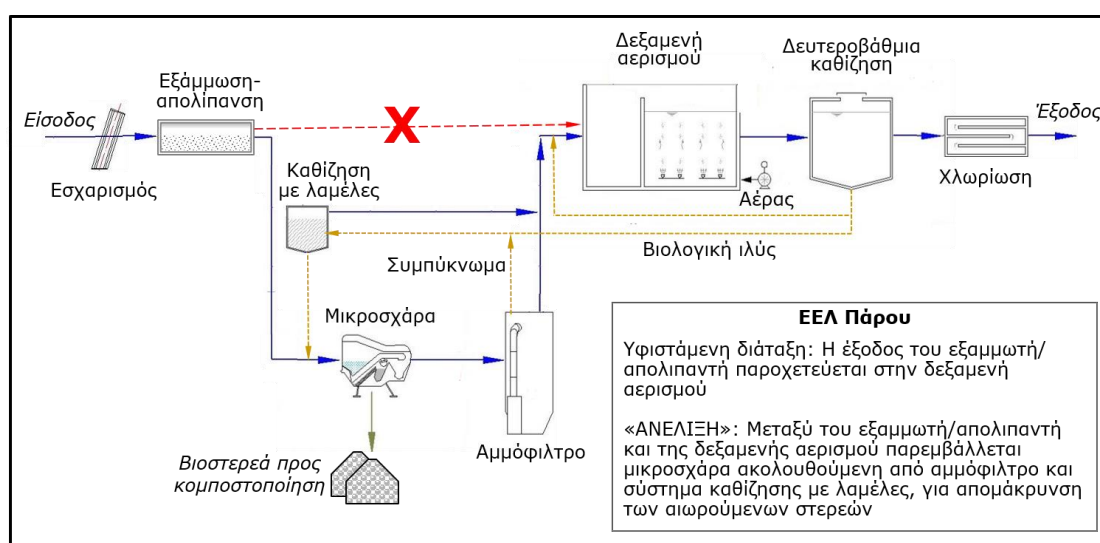 Είσοδος
Εσχαρισμός
Εξάμμωση-
απολίπανση
X
Καθίζηση
με λαμέλες
Δεξαμενή
αερισμού
Αέρας
Δευτεροβάθμια
καθίζηση
Έξοδος
Χλωρίωση
Βιολογική ιλύς
Συμπύκνωμα
Μικροσχάρα
Αμμόφιλτρο
Βιοστερεά προς
κομποστοποίηση
ΕΕΛ Πάρου
Υφιστάμενη διάταξη: Η έξοδος του εξαμμωτή/
απολιπαντή παροχετεύεται στην δεξαμενή
αερισμού
«ΑΝΕΛΙΞΗ»: Μεταξύ του εξαμμωτή/απολιπαντή
και της δεξαμενής αερισμού παρεμβάλλεται
μικροσχάρα ακολουθούμενη από αμμόφιλτρο και
σύστημα καθίζησης με λαμέλες, για απομάκρυνση
των αιωρούμενων στερεών